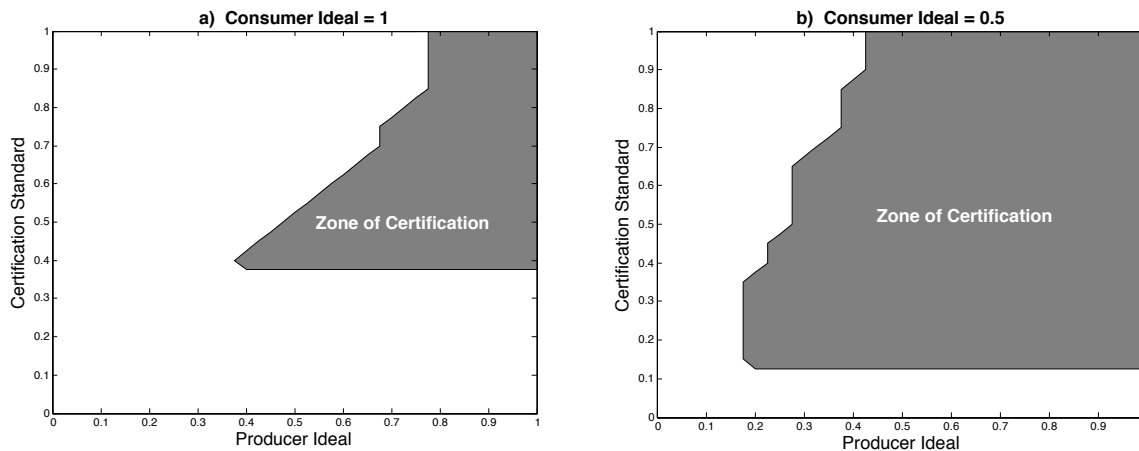 a) Consumer Ideal = 1
1
0.9
0.8
0.7
0.6
0.5
0.4
0.3
0.2
0.1
0
Certification Standard
Zone of Certification
0 0.1 0.2 0.3 0.4 0.5 0.6 0.7 0.8 0.9 1
Producer Ideal
b) Consumer Ideal = 0.5
1
0.9
0.8
0.7
0.6
0.5
0.4
0.3
0.2
0.1
0
Certification Standard
Zone of Certification
0 0.1 0.2 0.3 0.4 0.5 0.6 0.7 0.8 0.9
Producer Ideal